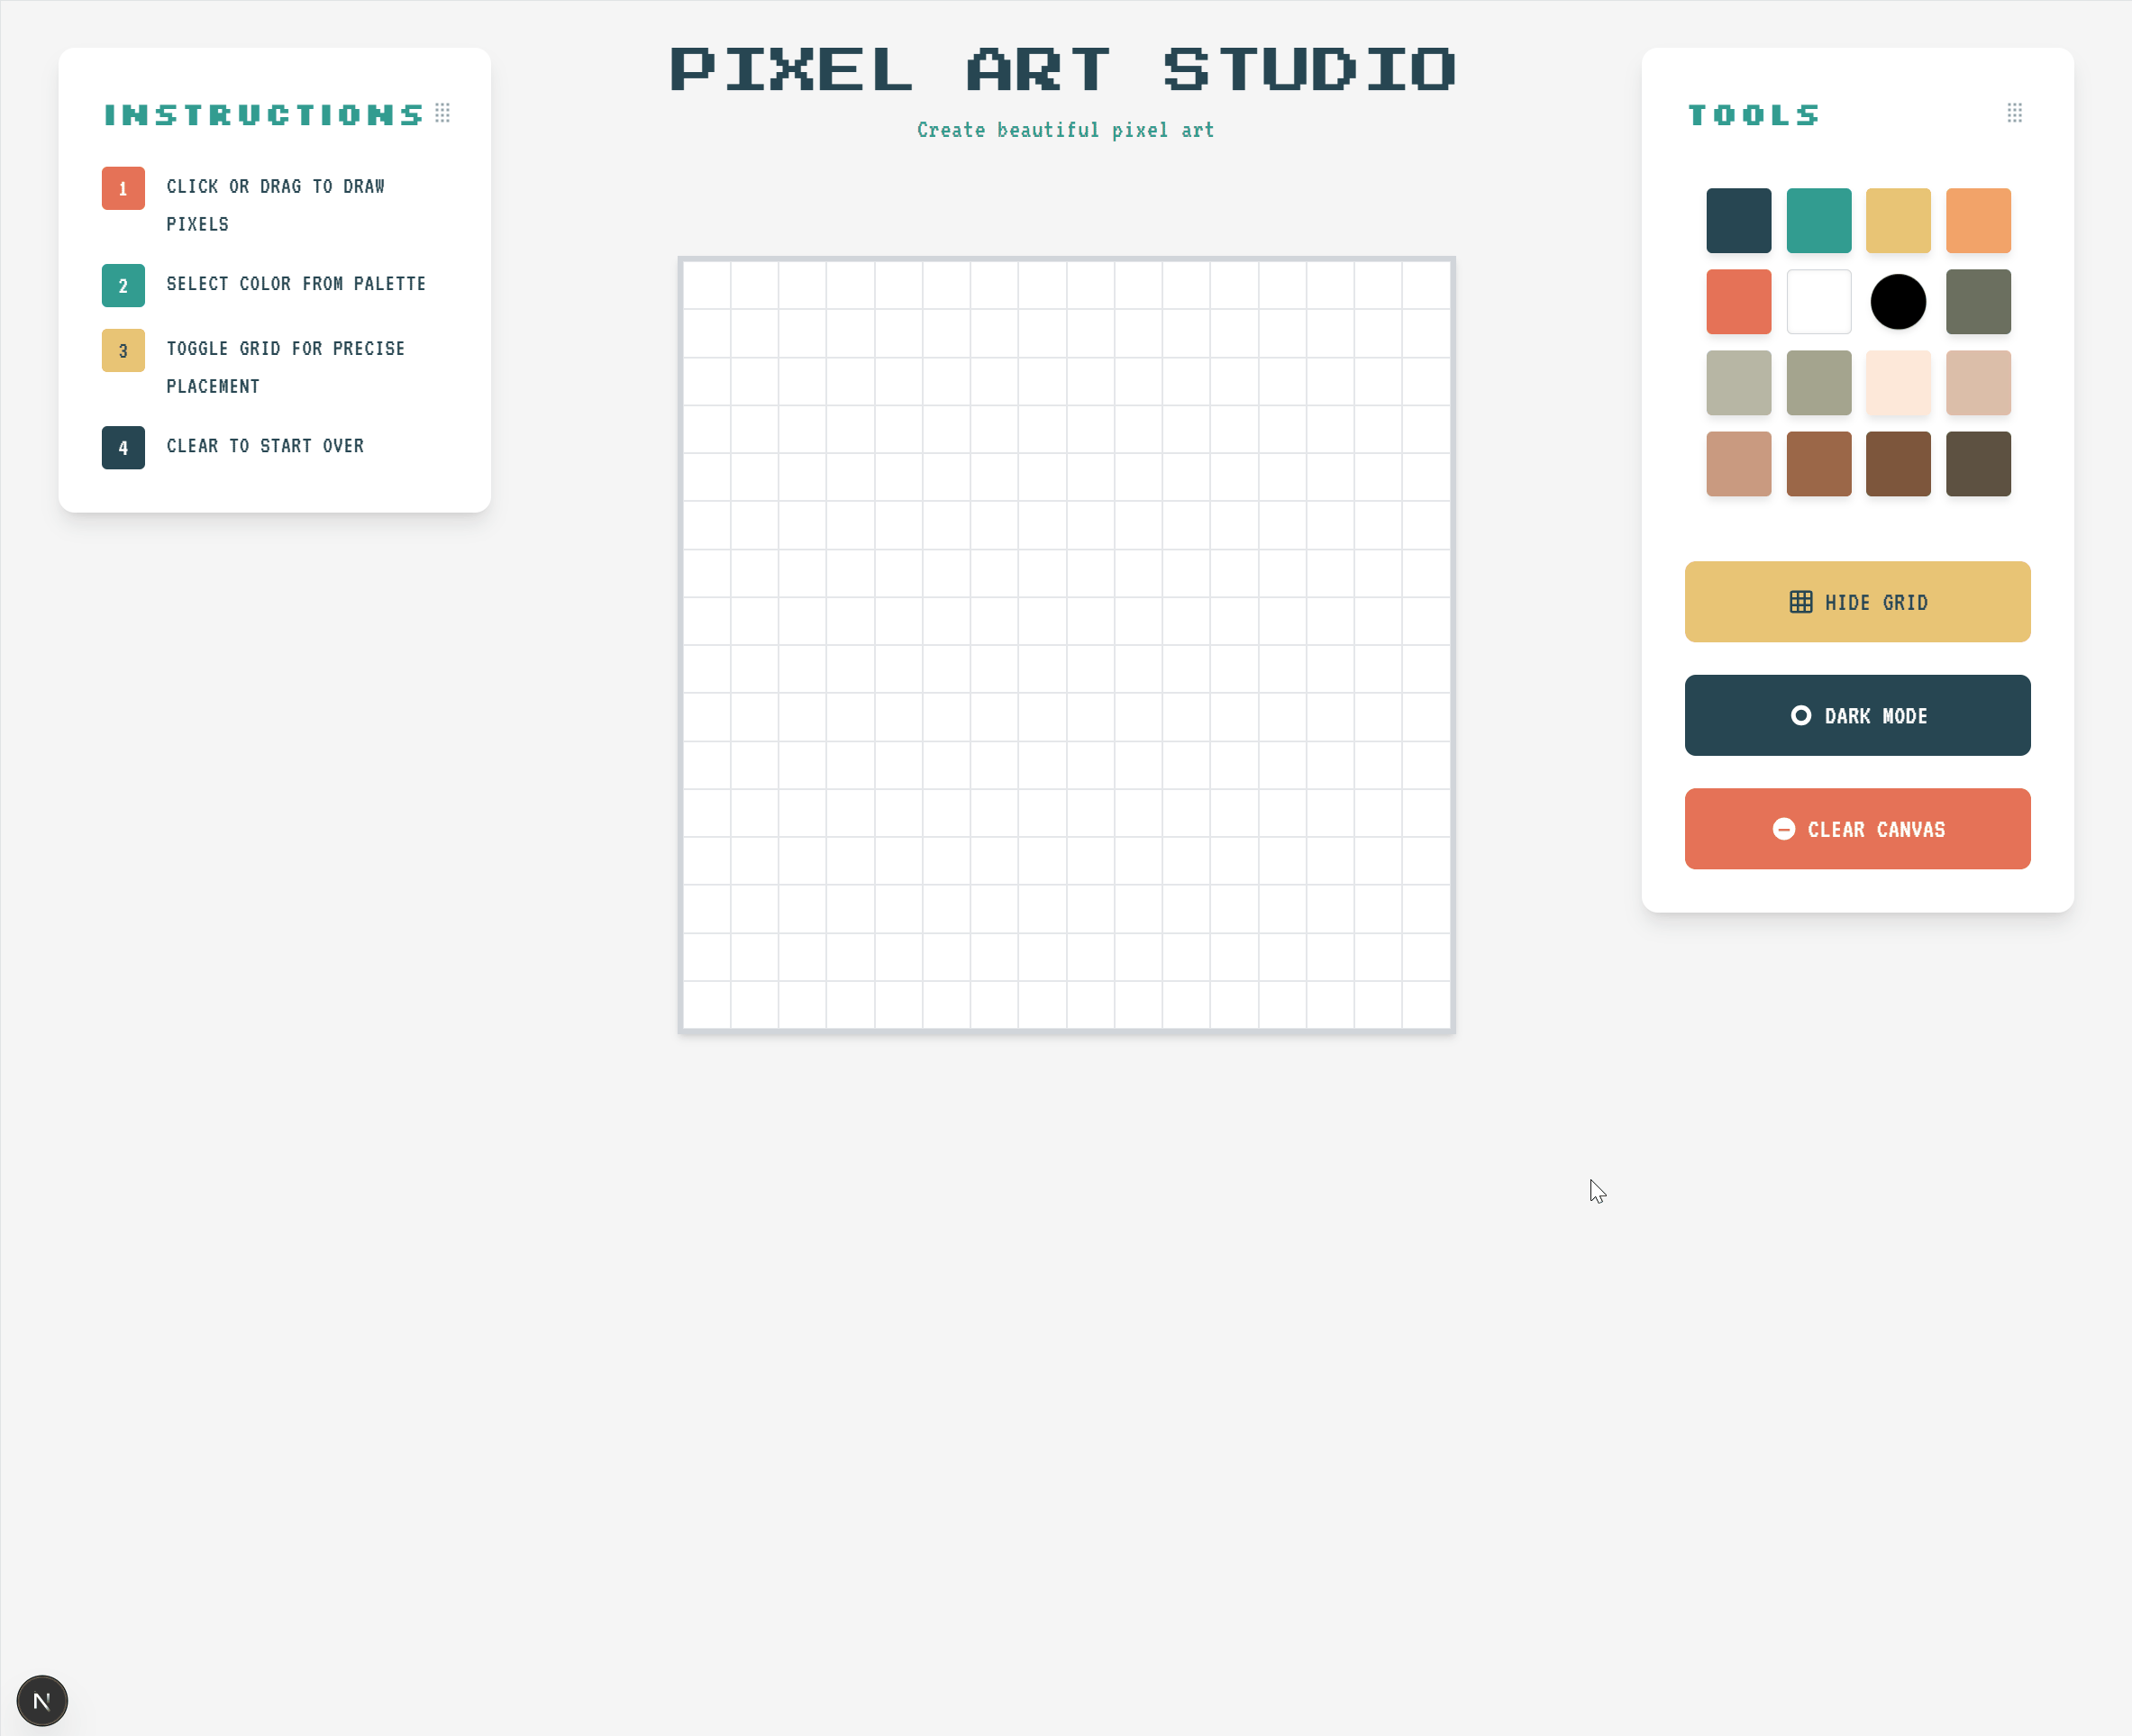 INSTRUCTIONS
1 CLICK OR DRAG TO DRAW
PIXELS
2 SELECT COLOR FROM PALETTE
3 TOGGLE GRID FOR PRECISE
PLACEMENT
4 CLEAR TO START OVER
PIXEL ART STUDIO
Create beautiful pixel art
TOOLS
HIDE GRID
DARK MODE
CLEAR CANVAS
N